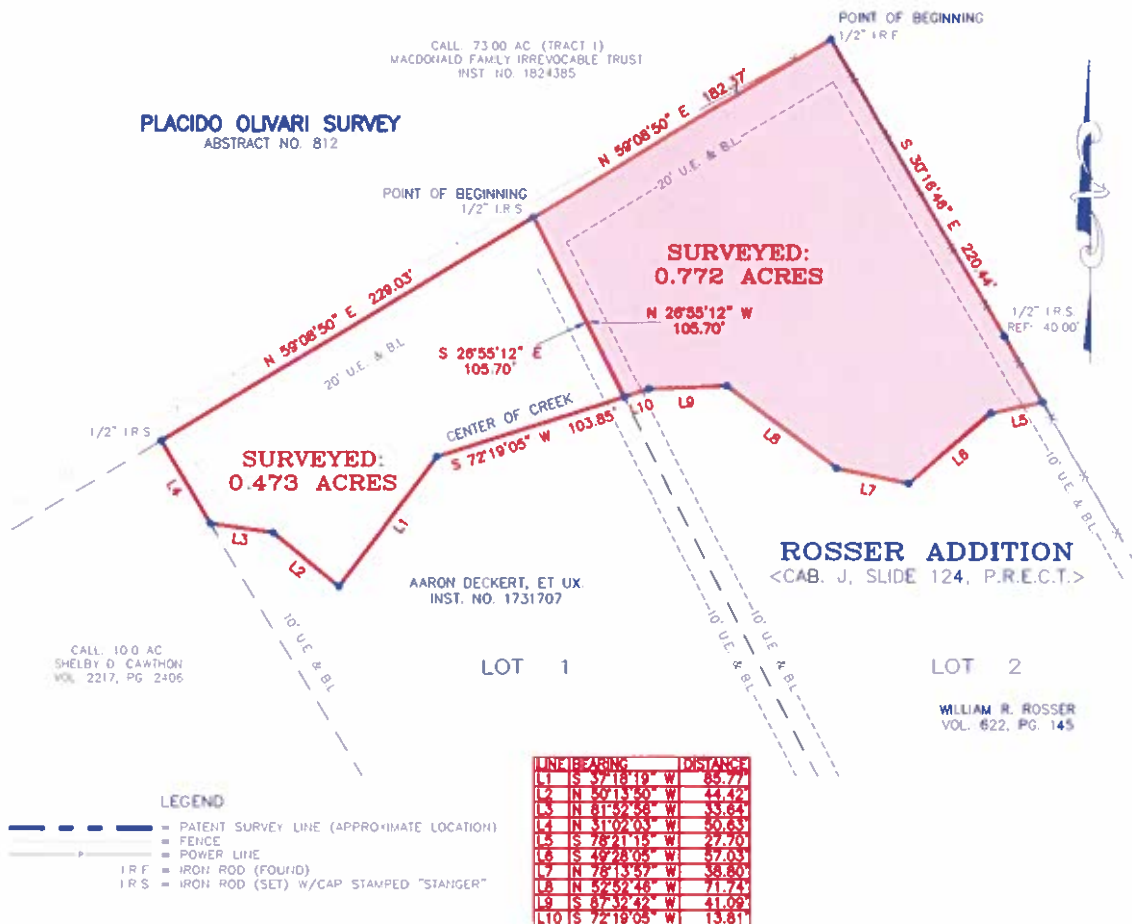 POINT OF BEGINNING
1/2" I.R.F
CALL. 73.00 AC (TRACT 1)
MACDONALD FAMILY IRREVOCABLE TRUST
INST NO. 1824385
PLACIDO OLIVARI SURVEY
ABSTRACT NO. 812
N 59°08'50" E 182.37'
20' U.E. & B.L.
S 30°16'48" E 220.44'
POINT OF BEGINNING
1/2" I.R.S
SURVEYED:
0.772 ACRES
N 59°08'50" E 229.03'
20' U.E. & B.L
N 26°55'12" W
105.70'
1/2" I.R.S.
REF: 40.00'
S 26°55'12" E
105.70'
CENTER OF CREEK
S 72°19'05" W 103.85'
L10
L9
L8
L7
L6
L5
1/2" I.R.S
SURVEYED:
0.473 ACRES
L4
L3
L2
L1
10' U.E. & B.L
ROSSER ADDITION
<CAB. J, SLIDE 124, P.R.E.C.T.>
AARON DECKERT, ET UX.
INST. NO. 1731707
10' U.E. & B.L
10' U.E. & B.L
10' U.E. & B.L
CALL. 10.0 AC
SHELBY D. CAWTHON
VOL 2217, PG 2406
LOT 1
LOT 2
WILLIAM R. ROSSER
VOL. 622, PG. 145
LINE BEARING DISTANCE
L1 S 37°18'19" W 85.77'
L2 N 50°13'50" W 44.42'
L3 N 81°52'58" W 33.64'
L4 N 31°02'03" W 50.83'
L5 S 78°21'15" W 27.70'
L6 S 49°28'05" W 57.03'
L7 N 78°13'57" W 38.80'
L8 N 52°52'46" W 71.74'
L9 S 87°32'42" W 41.09'
L10 S 72°19'05" W 13.81'
LEGEND
= PATENT SURVEY LINE (APPROXIMATE LOCATION)
= FENCE
= POWER LINE
I.R.F = IRON ROD (FOUND)
I.R.S = IRON ROD (SET) W/CAP STAMPED "STANGER"